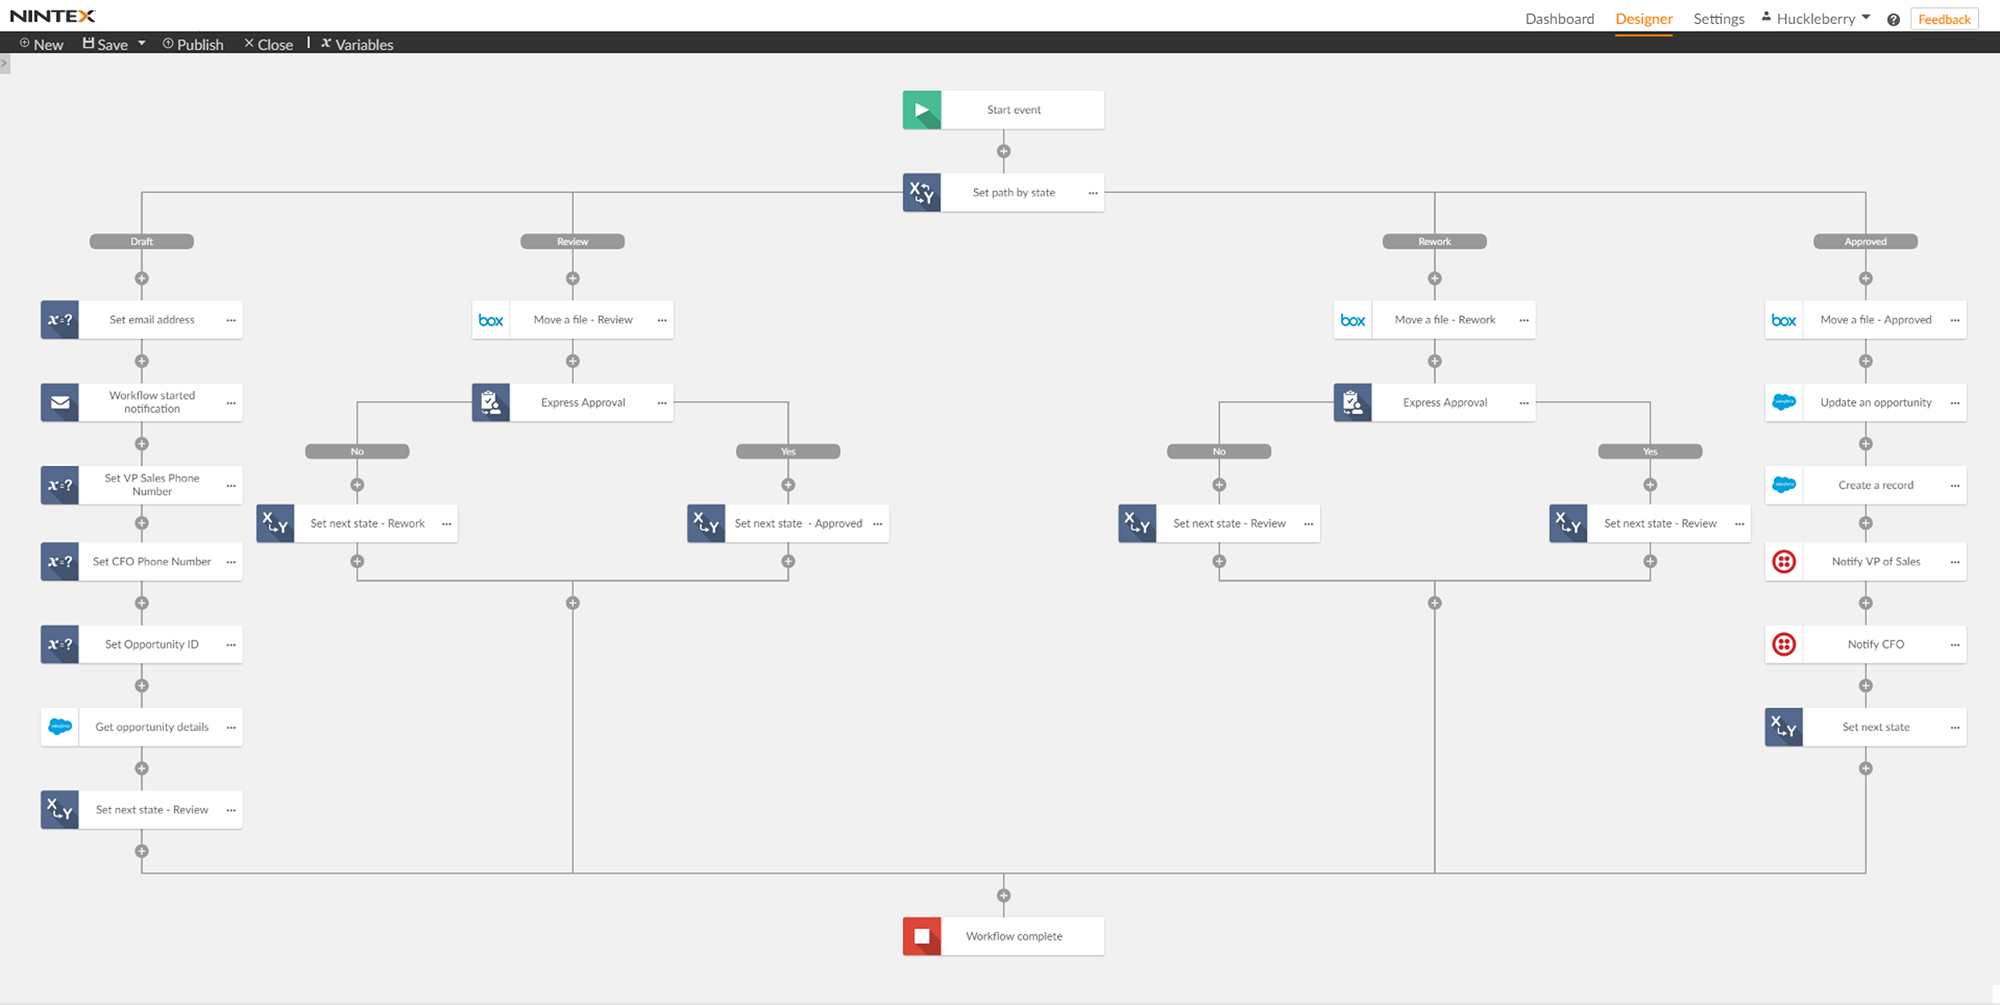 NINTEX
Dashboard Designer Settings Huckleberry ? Feedback
New Save Publish Close Variables
Start event
Set path by state
Draft Review Rework Approved
Set email address
box Move a file - Review
box Move a file - Rework
box Move a file - Approved
Workflow started
notification
Express Approval
Express Approval
salesforce Update an opportunity
No Yes No Yes
x=? Set VP Sales Phone
Number
salesforce Create a record
X Y Set next state - Rework
X Y Set next state - Approved
X Y Set next state - Review
X Y Set next state - Review
x=? Set CFO Phone Number
Notify VP of Sales
x=? Set Opportunity ID
Notify CFO
salesforce Get opportunity details
X Y Set next state
X Y Set next state - Review
Workflow complete